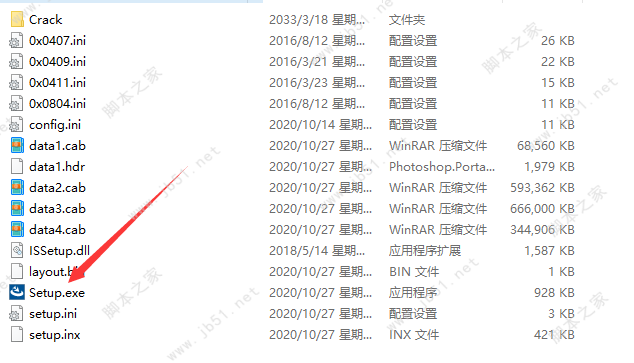 Crack 2033/3/18 星期... 文件夹
0x0407.ini 2016/8/12 星期... 配置设置 26 KB
0x0409.ini 2016/3/21 星期... 配置设置 22 KB
0x0411.ini 2016/3/23 星期... 配置设置 15 KB
0x0804.ini 2016/8/12 星期... 配置设置 11 KB
config.ini 2020/10/14 星期... 配置设置 11 KB
data1.cab 2020/10/27 星期... WinRAR 压缩文件 68,560 KB
data1.hdr 2020/10/27 星期... Photoshop.Porta... 1,979 KB
data2.cab 2020/10/27 星期... WinRAR 压缩文件 593,362 KB
data3.cab 2020/10/27 星期... WinRAR 压缩文件 666,000 KB
data4.cab 2020/10/27 星期... WinRAR 压缩文件 344,906 KB
ISSetup.dll 2018/5/14 星期... 应用程序扩展 1,587 KB
layout.b 2020/10/27 星期... BIN 文件 1 KB
Setup.exe 2020/10/27 星期... 应用程序 928 KB
setup.ini 2020/10/27 星期... 配置设置 3 KB
setup.inx 2020/10/27 星期... INX 文件 421 KB
脚本之家
www.jb51.net